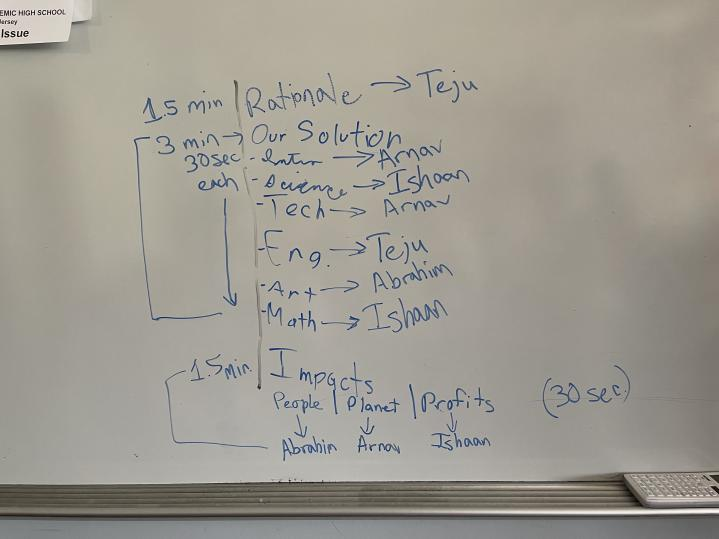 EMIC HIGH SCHOOL
Jersey
Issue
1.5 min | Rationale → Teju
3 min → Our Solution
30sec - Intro → Arnav
each - Science → Ishaan
- Tech → Arnav
- Eng. → Teju
- Art → Abrahim
- Math → Ishaan
1.5 min. | Impacts
People | Planet | Profits (30 sec.)
↓ ↓ ↓
Abrahim Arnav Ishaan